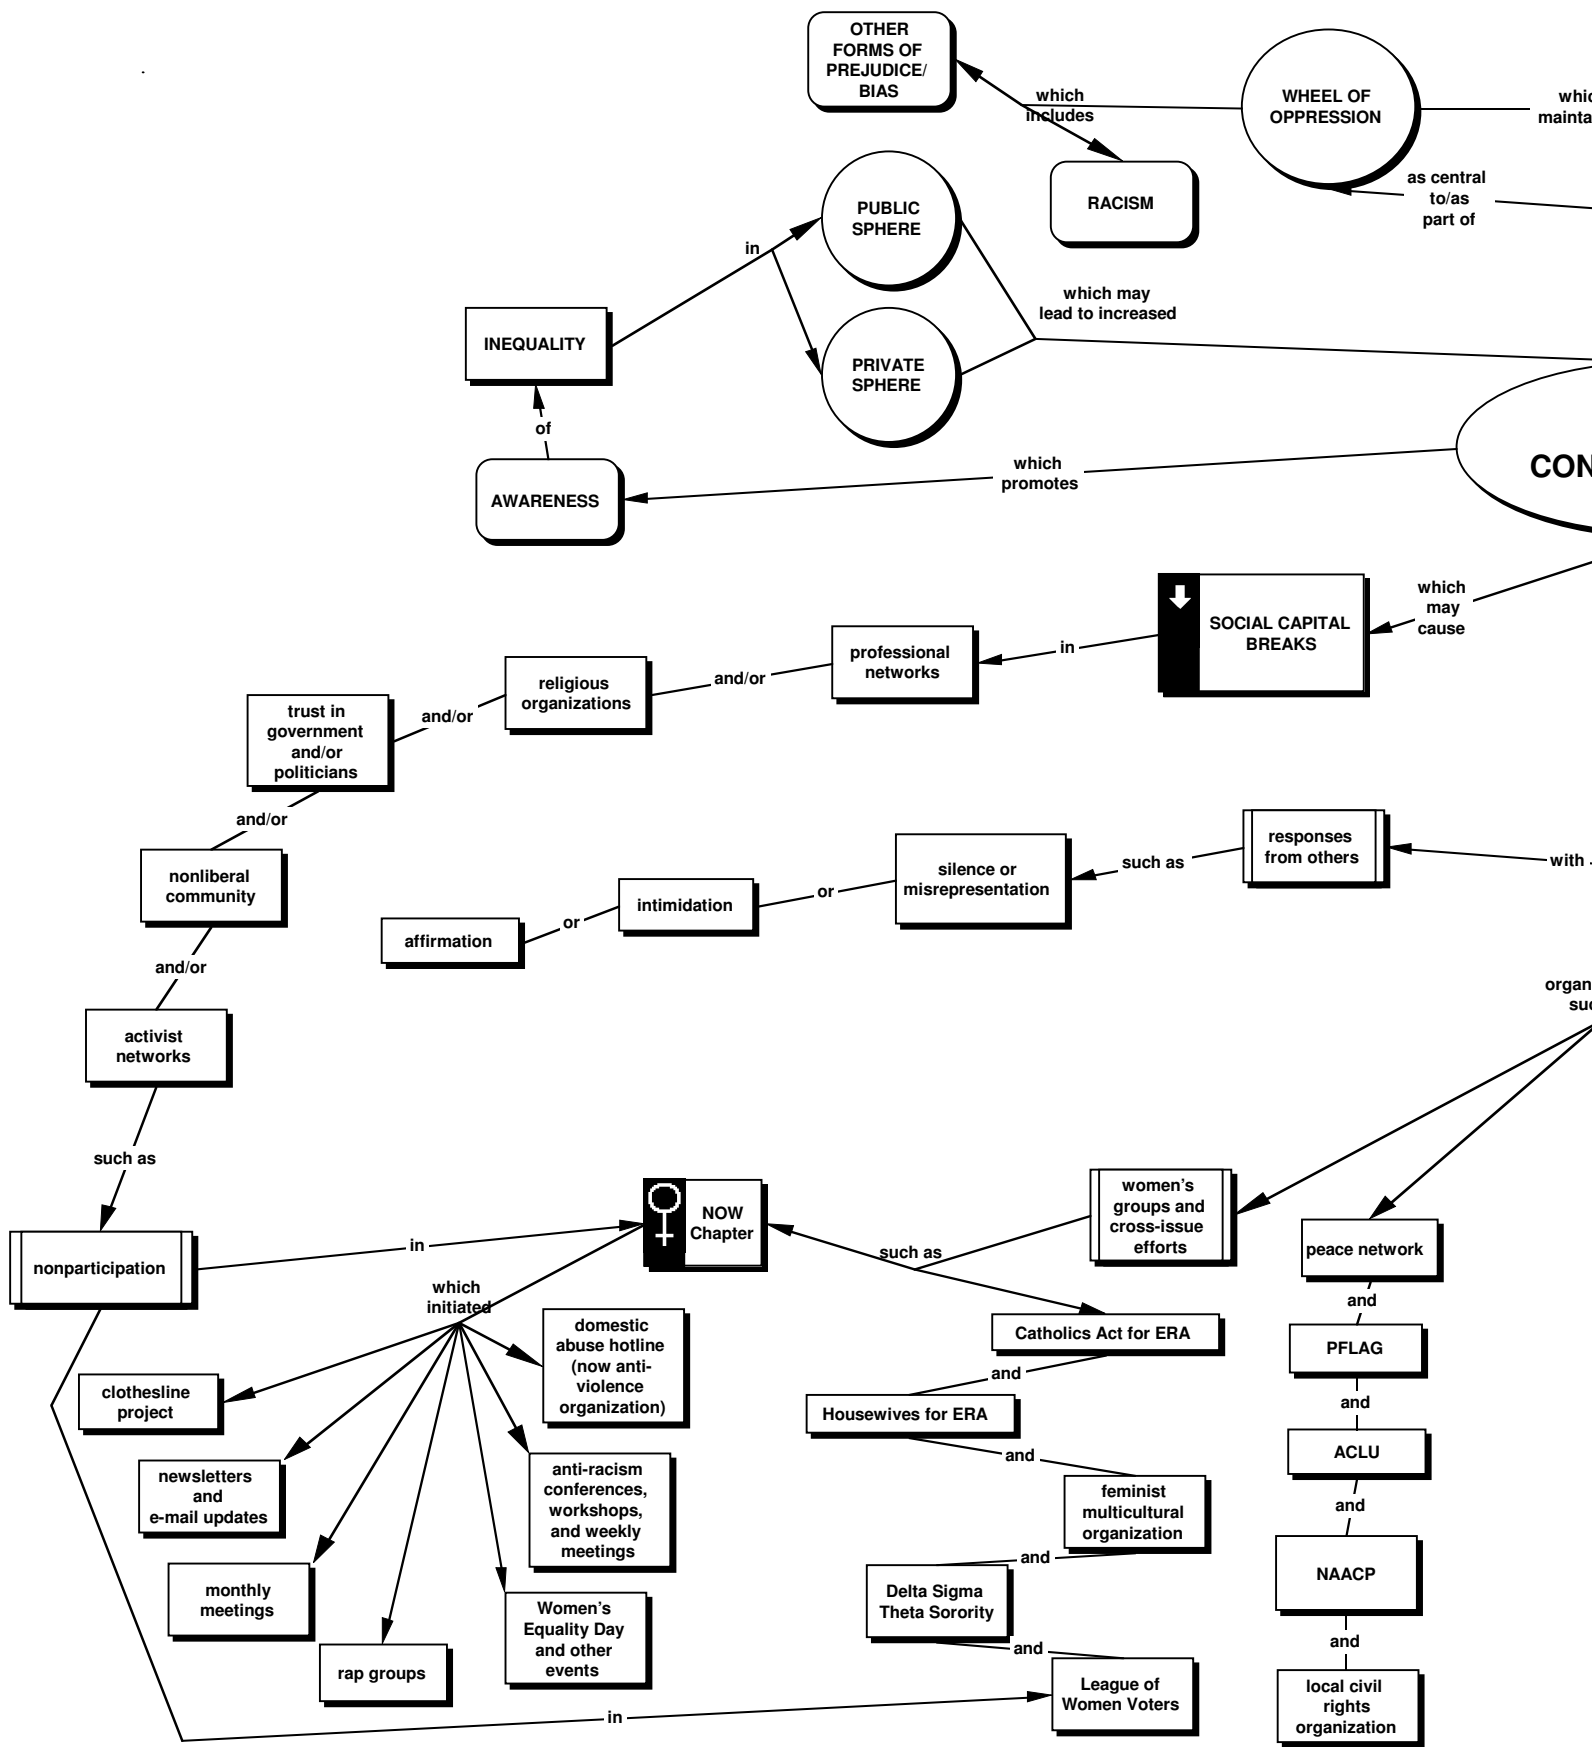 OTHER
FORMS OF
PREJUDICE/
BIAS
which
includes
WHEEL OF
OPPRESSION
RACISM
as central
to/as
part of
PUBLIC
SPHERE
in
which may
lead to increased
INEQUALITY
PRIVATE
SPHERE
of
AWARENESS
which
promotes
CON
SOCIAL CAPITAL
BREAKS
which
may
cause
in
professional
networks
and/or
religious
organizations
and/or
trust in
government
and/or
politicians
and/or
nonliberal
community
and/or
activist
networks
such as
nonparticipation
with
responses
from others
such as
silence or
misrepresentation
or
intimidation
or
affirmation
organ
suc
in
NOW
Chapter
such as
women's
groups and
cross-issue
efforts
peace network
and
PFLAG
and
ACLU
and
NAACP
and
local civil
rights
organization
which
initiated
domestic
abuse hotline
(now anti-
violence
organization)
clothesline
project
newsletters
and
e-mail updates
monthly
meetings
rap groups
Women's
Equality Day
and other
events
anti-racism
conferences,
workshops,
and weekly
meetings
Catholics Act for ERA
and
Housewives for ERA
and
feminist
multicultural
organization
and
Delta Sigma
Theta Sorority
and
League of
Women Voters
in